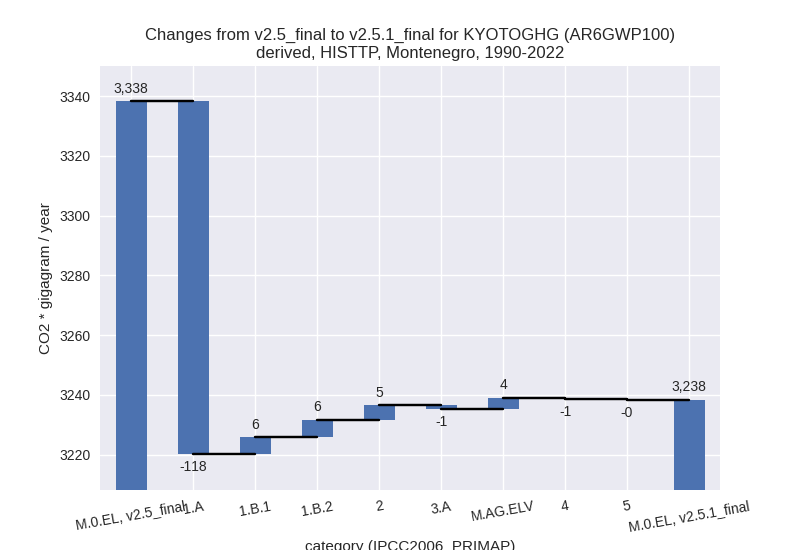 Changes from v2.5_final to v2.5.1_final for KYOTOGHG (AR6GWP100)
derived, HISTTP, Montenegro, 1990-2022
CO2 * gigagram / year
3340
3320
3300
3280
3260
3240
3220
3,338
-118
6
6
5
-1
4
-1
-0
3,238
M.0.EL, v2.5_final
1.A
1.B.1
1.B.2
2
3.A
M.AG.ELV
4
5
M.0.EL, v2.5.1_final
category (IPCC2006_PRIMAP)